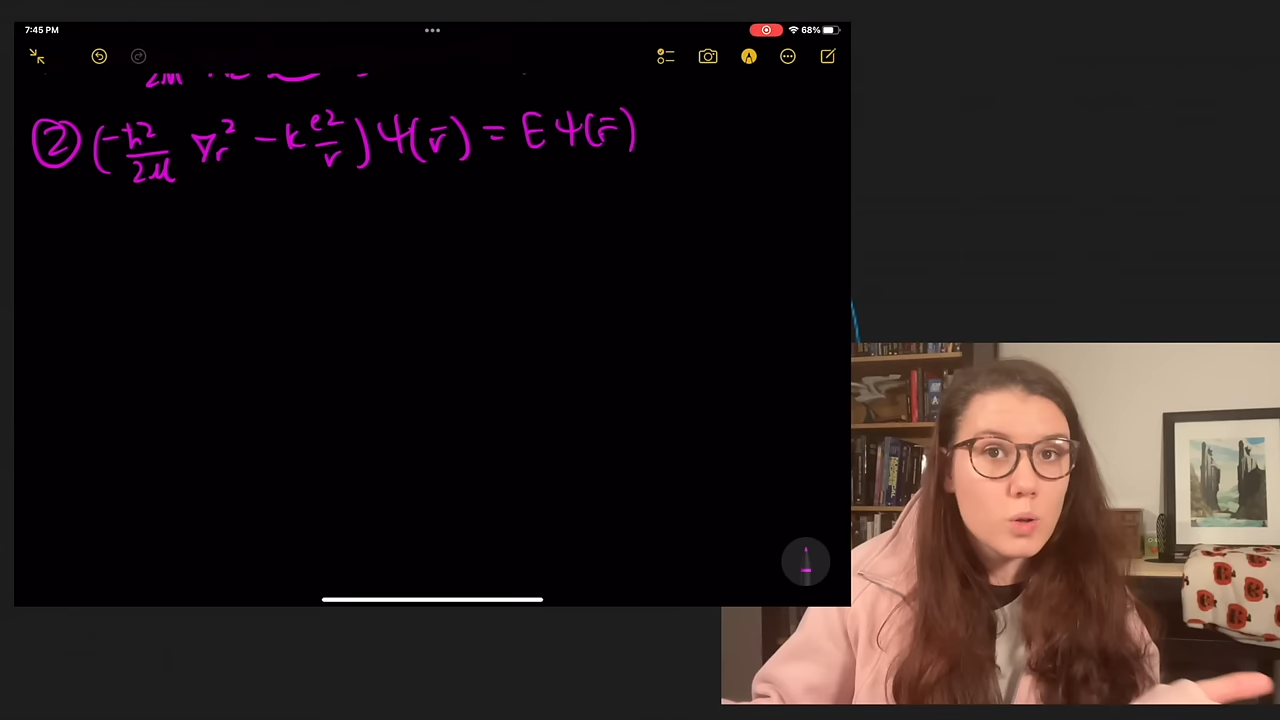 7:45 PM
68%
② (-ħ²/2μ ∇ᵣ² - k e²/r) Ψ(r̄) = E Ψ(r̄)